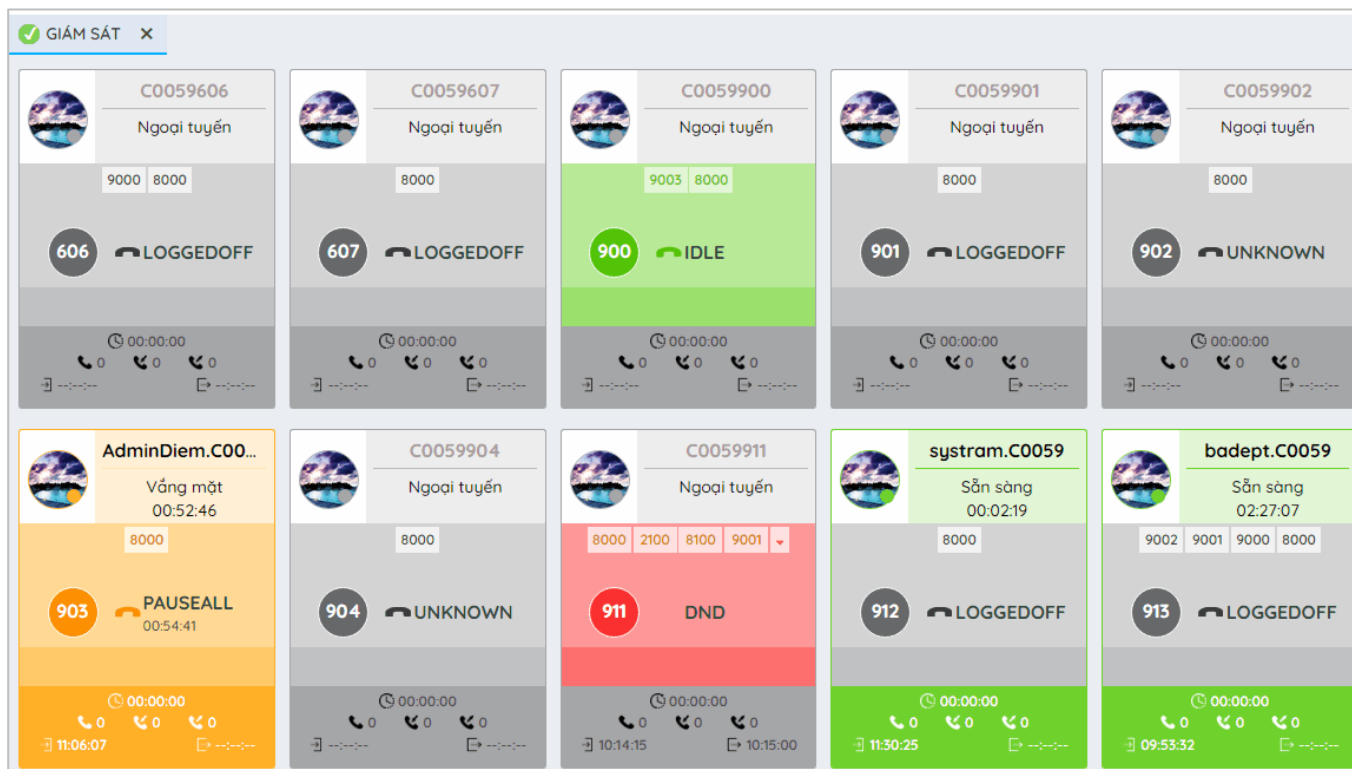 GIÁM SÁT ×
C0059606
Ngoại tuyến
9000 8000
606 LOGGEDOFF
00:00:00
0 0 0
--:--:-- --:--:--
C0059607
Ngoại tuyến
8000
607 LOGGEDOFF
00:00:00
0 0 0
--:--:-- --:--:--
C0059900
Ngoại tuyến
9003 8000
900 IDLE
00:00:00
0 0 0
--:--:-- --:--:--
C0059901
Ngoại tuyến
8000
901 LOGGEDOFF
00:00:00
0 0 0
--:--:-- --:--:--
C0059902
Ngoại tuyến
8000
902 UNKNOWN
00:00:00
0 0 0
--:--:-- --:--:--
AdminDiem.C00...
Vắng mặt
00:52:46
8000
903 PAUSEALL
00:54:41
00:00:00
0 0 0
11:06:07 --:--:--
C0059904
Ngoại tuyến
8000
904 UNKNOWN
00:00:00
0 0 0
--:--:-- --:--:--
C0059911
Ngoại tuyến
8000 2100 8100 9001
911 DND
00:00:00
0 0 0
10:14:15 10:15:00
systram.C0059
Sẵn sàng
00:02:19
8000
912 LOGGEDOFF
00:00:00
0 0 0
11:30:25 --:--:--
badept.C0059
Sẵn sàng
02:27:07
9002 9001 9000 8000
913 LOGGEDOFF
00:00:00
0 0 0
09:53:32 --:--:--